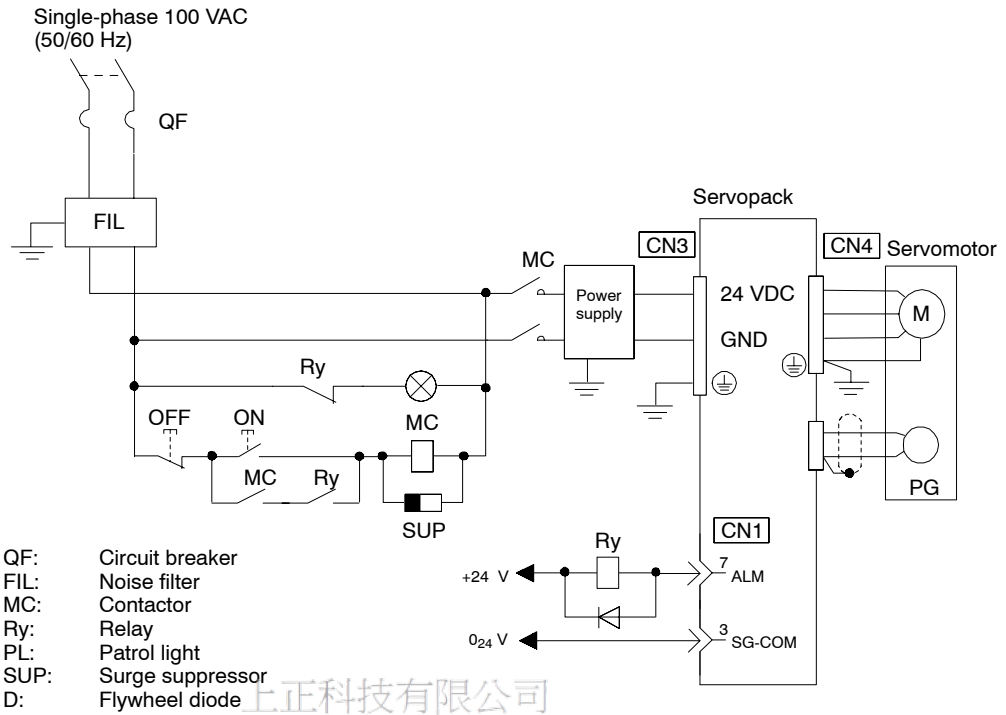 Single-phase 100 VAC
(50/60 Hz)
QF
FIL
Servopack
CN3
CN4
Servomotor
MC
Power
supply
24 VDC
GND
M
Ry
OFF
ON
MC
MC
Ry
SUP
PG
CN1
Ry
+24 V
7
ALM
024 V
3
SG-COM
QF: Circuit breaker
FIL: Noise filter
MC: Contactor
Ry: Relay
PL: Patrol light
SUP: Surge suppressor
D: Flywheel diode
上正科技有限公司